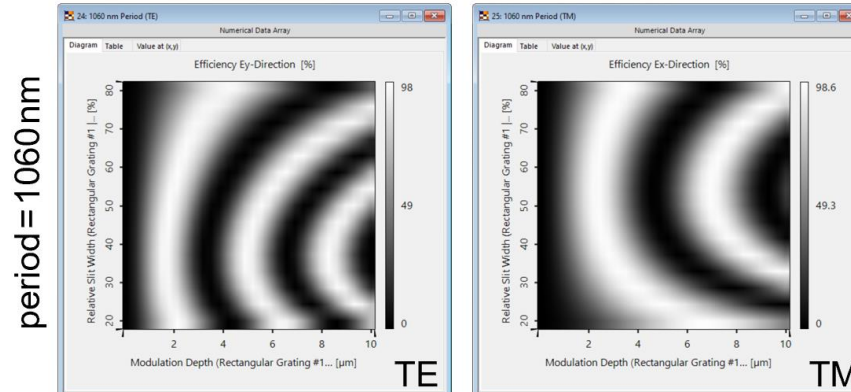 period = 1060 nm
24: 1060 nm Period (TE)
Numerical Data Array
Diagram Table Value at (x,y)
Efficiency Ey-Direction [%]
Relative Slit Width (Rectangular Grating #1 |... [%]
80
70
60
50
40
30
20
2 4 6 8 10
Modulation Depth (Rectangular Grating #1... [µm]
98
49
0
TE
25: 1060 nm Period (TM)
Numerical Data Array
Diagram Table Value at (x,y)
Efficiency Ex-Direction [%]
Relative Slit Width (Rectangular Grating #1 |... [%]
80
70
60
50
40
30
20
2 4 6 8 10
Modulation Depth (Rectangular Grating #1... [µm]
98.6
49.3
0
TM